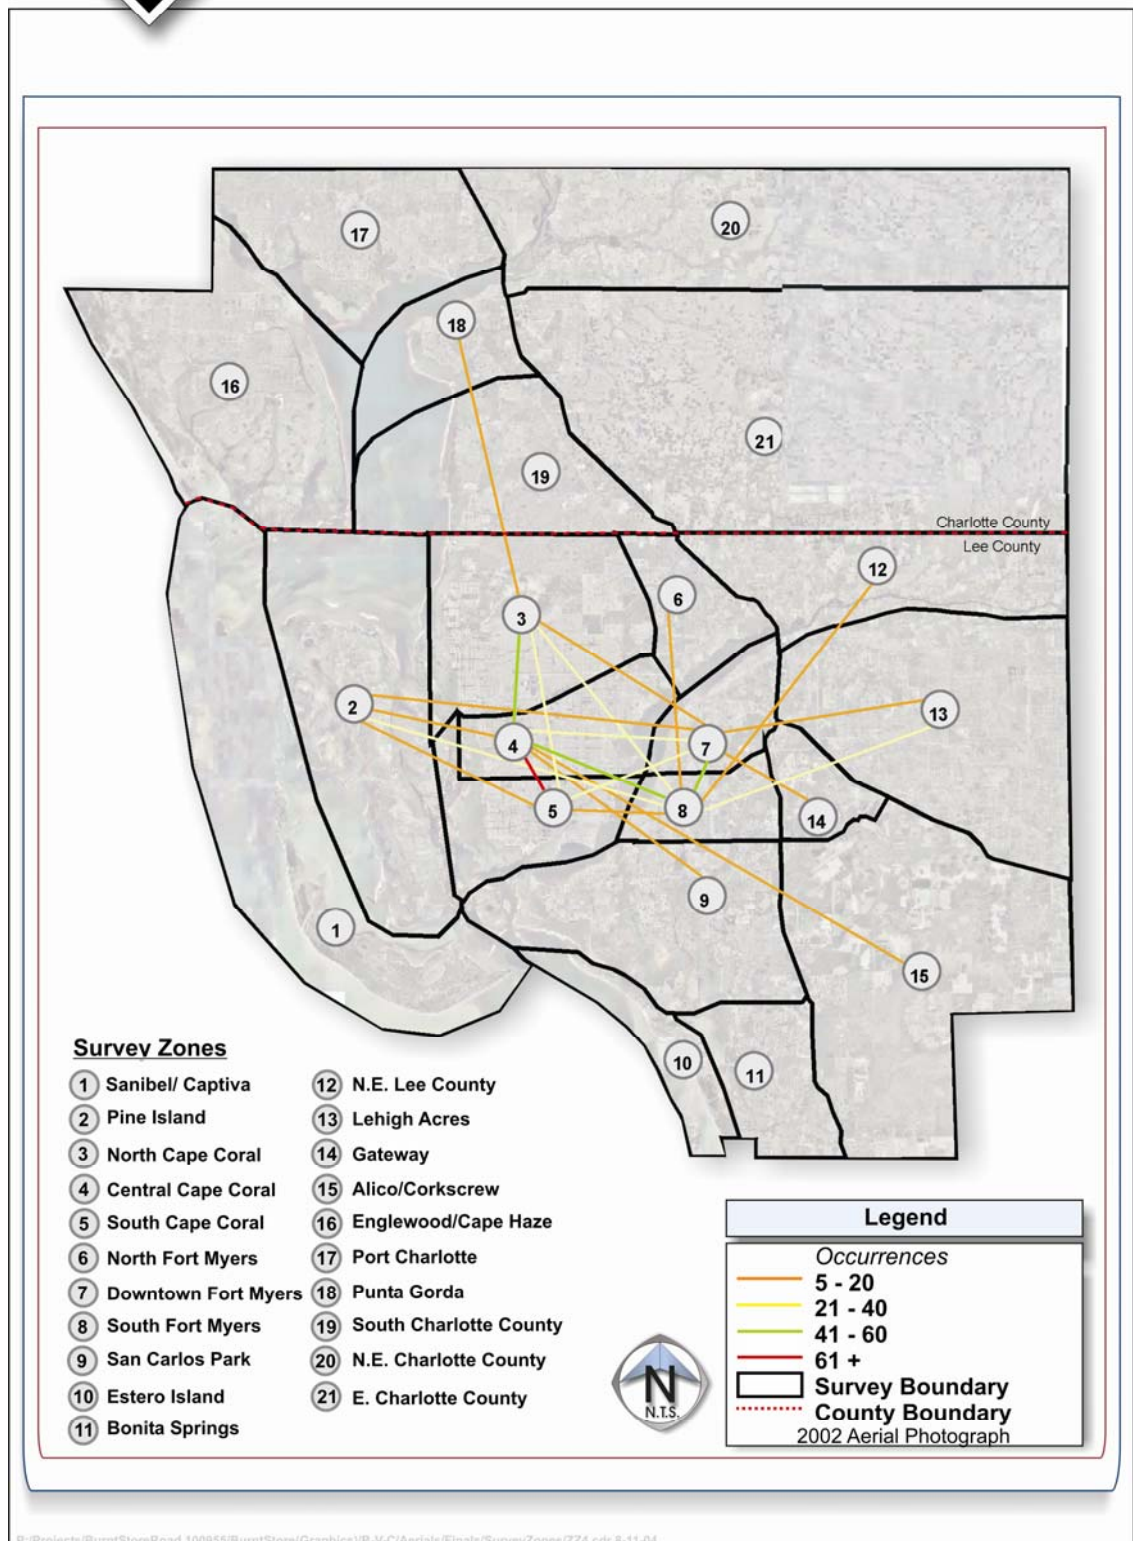 17
20
18
16
21
19
Charlotte County
Lee County
12
6
3
2
13
4
7
5
8
14
9
1
15
10
11
Survey Zones
1 Sanibel/ Captiva
2 Pine Island
3 North Cape Coral
4 Central Cape Coral
5 South Cape Coral
6 North Fort Myers
7 Downtown Fort Myers
8 South Fort Myers
9 San Carlos Park
10 Estero Island
11 Bonita Springs
12 N.E. Lee County
13 Lehigh Acres
14 Gateway
15 Alico/Corkscrew
16 Englewood/Cape Haze
17 Port Charlotte
18 Punta Gorda
19 South Charlotte County
20 N.E. Charlotte County
21 E. Charlotte County
N
N.T.S.
Legend
Occurrences
5 - 20
21 - 40
41 - 60
61 +
Survey Boundary
County Boundary
2002 Aerial Photograph